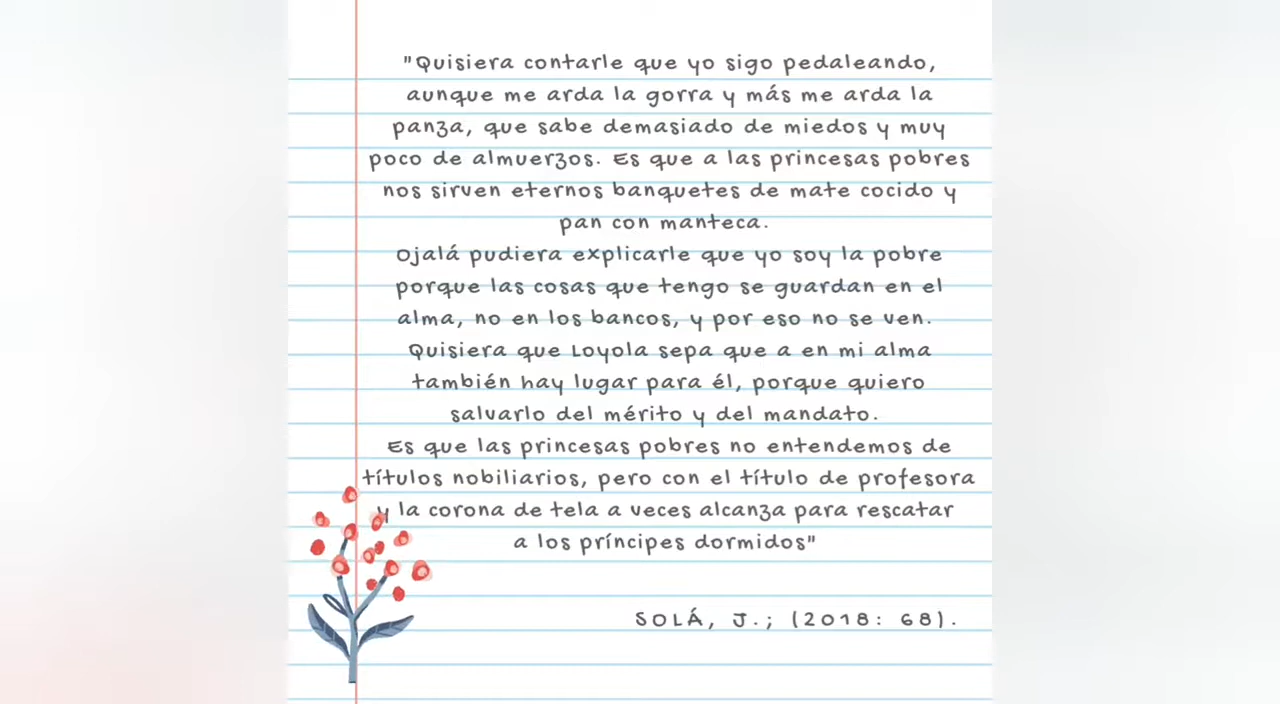 "Quisiera contarle que yo sigo pedaleando,
aunque me arda la gorra y más me arda la
panza, que sabe demasiado de miedos y muy
poco de almuerzos. Es que a las princesas pobres
nos sirven eternos banquetes de mate cocido y
pan con manteca.
Ojalá pudiera explicarle que yo soy la pobre
porque las cosas que tengo se guardan en el
alma, no en los bancos, y por eso no se ven.
Quisiera que Loyola sepa que a en mi alma
también hay lugar para él, porque quiero
salvarlo del mérito y del mandato.
Es que las princesas pobres no entendemos de
títulos nobiliarios, pero con el título de profesora
y la corona de tela a veces alcanza para rescatar
a los príncipes dormidos"
SOLÁ, J.; (2018: 68).